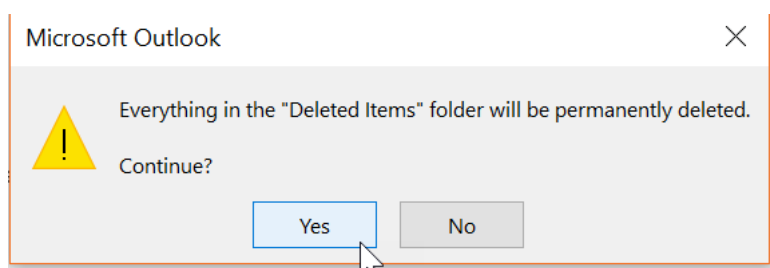 Microsoft Outlook
Everything in the "Deleted Items" folder will be permanently deleted.
Continue?
Yes
No